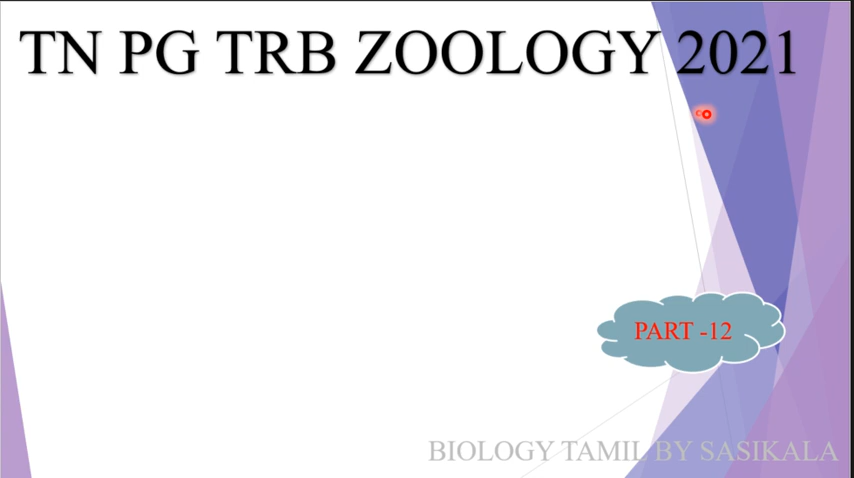 TN PG TRB ZOOLOGY 2021
PART -12
BIOLOGY TAMIL BY SASIKALA